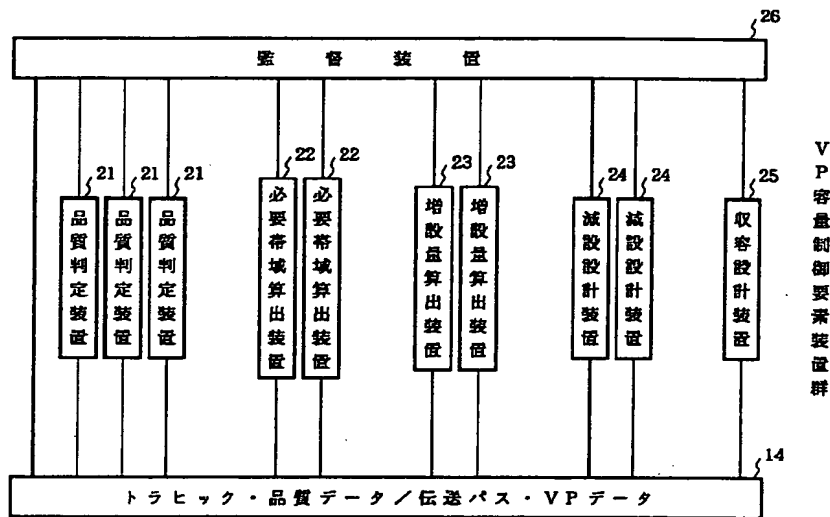 26
監督装置
21
21
21
22
22
23
23
24
24
25
品質判定装置
品質判定装置
品質判定装置
必要帯域算出装置
必要帯域算出装置
増設量算出装置
増設量算出装置
減設設計装置
減設設計装置
収容設計装置
VP容量制御要素装置群
14
トラヒック・品質データ/伝送パス・VPデータ